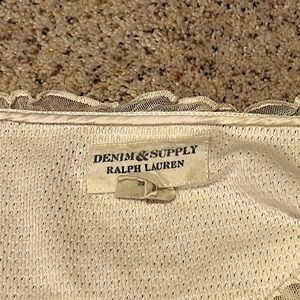 DENIM & SUPPLY
RALPH LAUREN